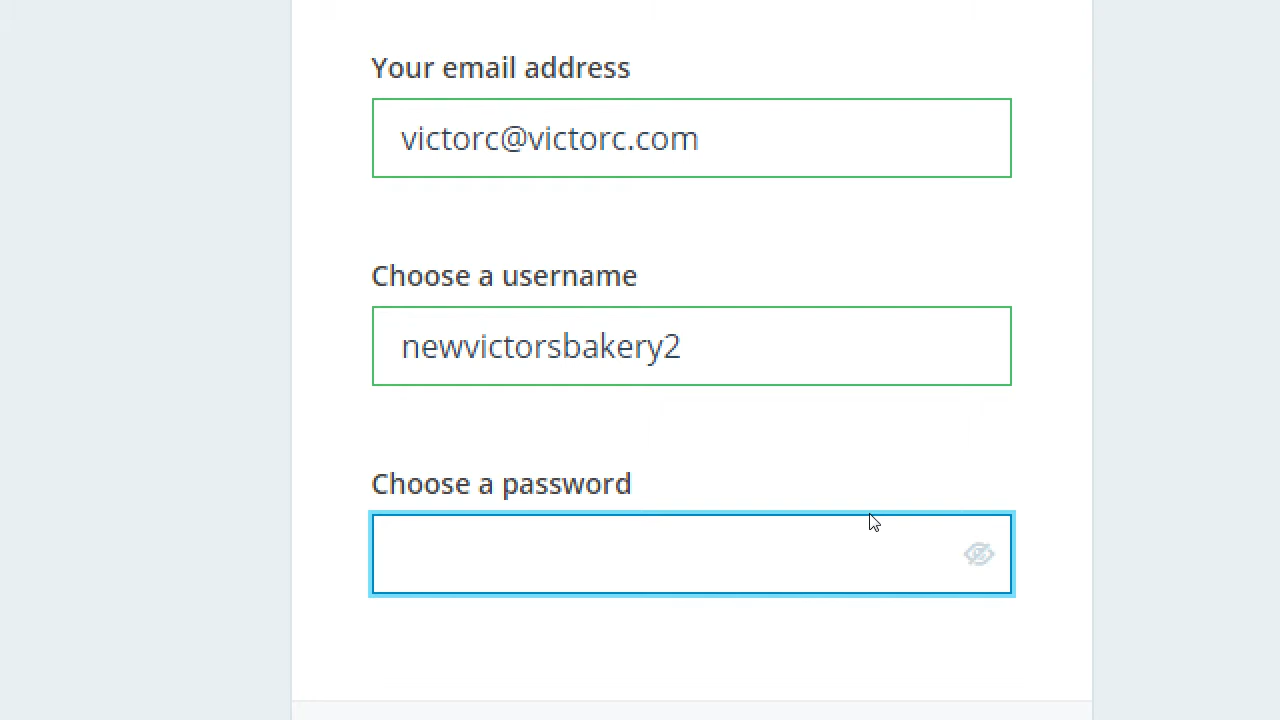 Your email address
victorc@victorc.com
Choose a username
newvictorsbakery2
Choose a password